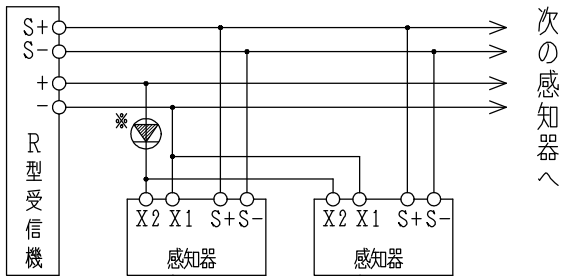 S+
S-
+
-
R型受信機
次の感知器へ
※
X2 X1 S+ S-
感知器
X2 X1 S+ S-
感知器